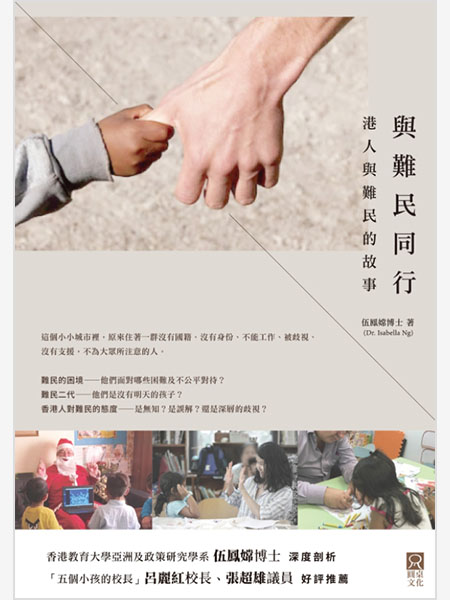 與難民同行
港人與難民的故事
伍鳳嫦博士 著
(Dr. Isabella Ng)
這個小小城市裡，原來住著一群沒有國籍、沒有身份、不能工作、被歧視、
沒有支援，不為大眾所注意的人。
難民的困境——他們面對哪些困難及不公平對待？
難民二代——他們是沒有明天的孩子？
香港人對難民的態度——是無知？是誤解？還是深層的歧視？
香港教育大學亞洲及政策研究學系 伍鳳嫦博士 深度剖析
「五個小孩的校長」呂麗紅校長、張超雄議員 好評推薦
圓桌
文化